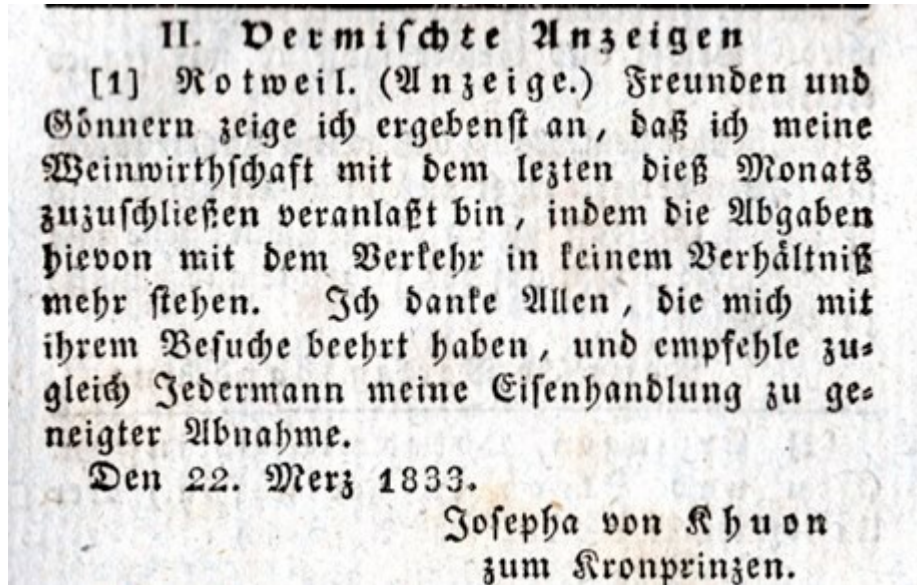 II. Vermischte Anzeigen
[1] Rotweil. (Anzeige.) Freunden und
Gönnern zeige ich ergebenst an, daß ich meine
Weinwirthschaft mit dem lezten dieß Monats
zuzuschließen veranlaßt bin, indem die Abgaben
hievon mit dem Verkehr in keinem Verhältniß
mehr stehen. Ich danke Allen, die mich mit
ihrem Besuche beehrt haben, und empfehle zu⸗
gleich Jedermann meine Eisenhandlung zu ge⸗
neigter Abnahme.
Den 22. Merz 1833.
Josepha von Khuon
zum Kronprinzen.